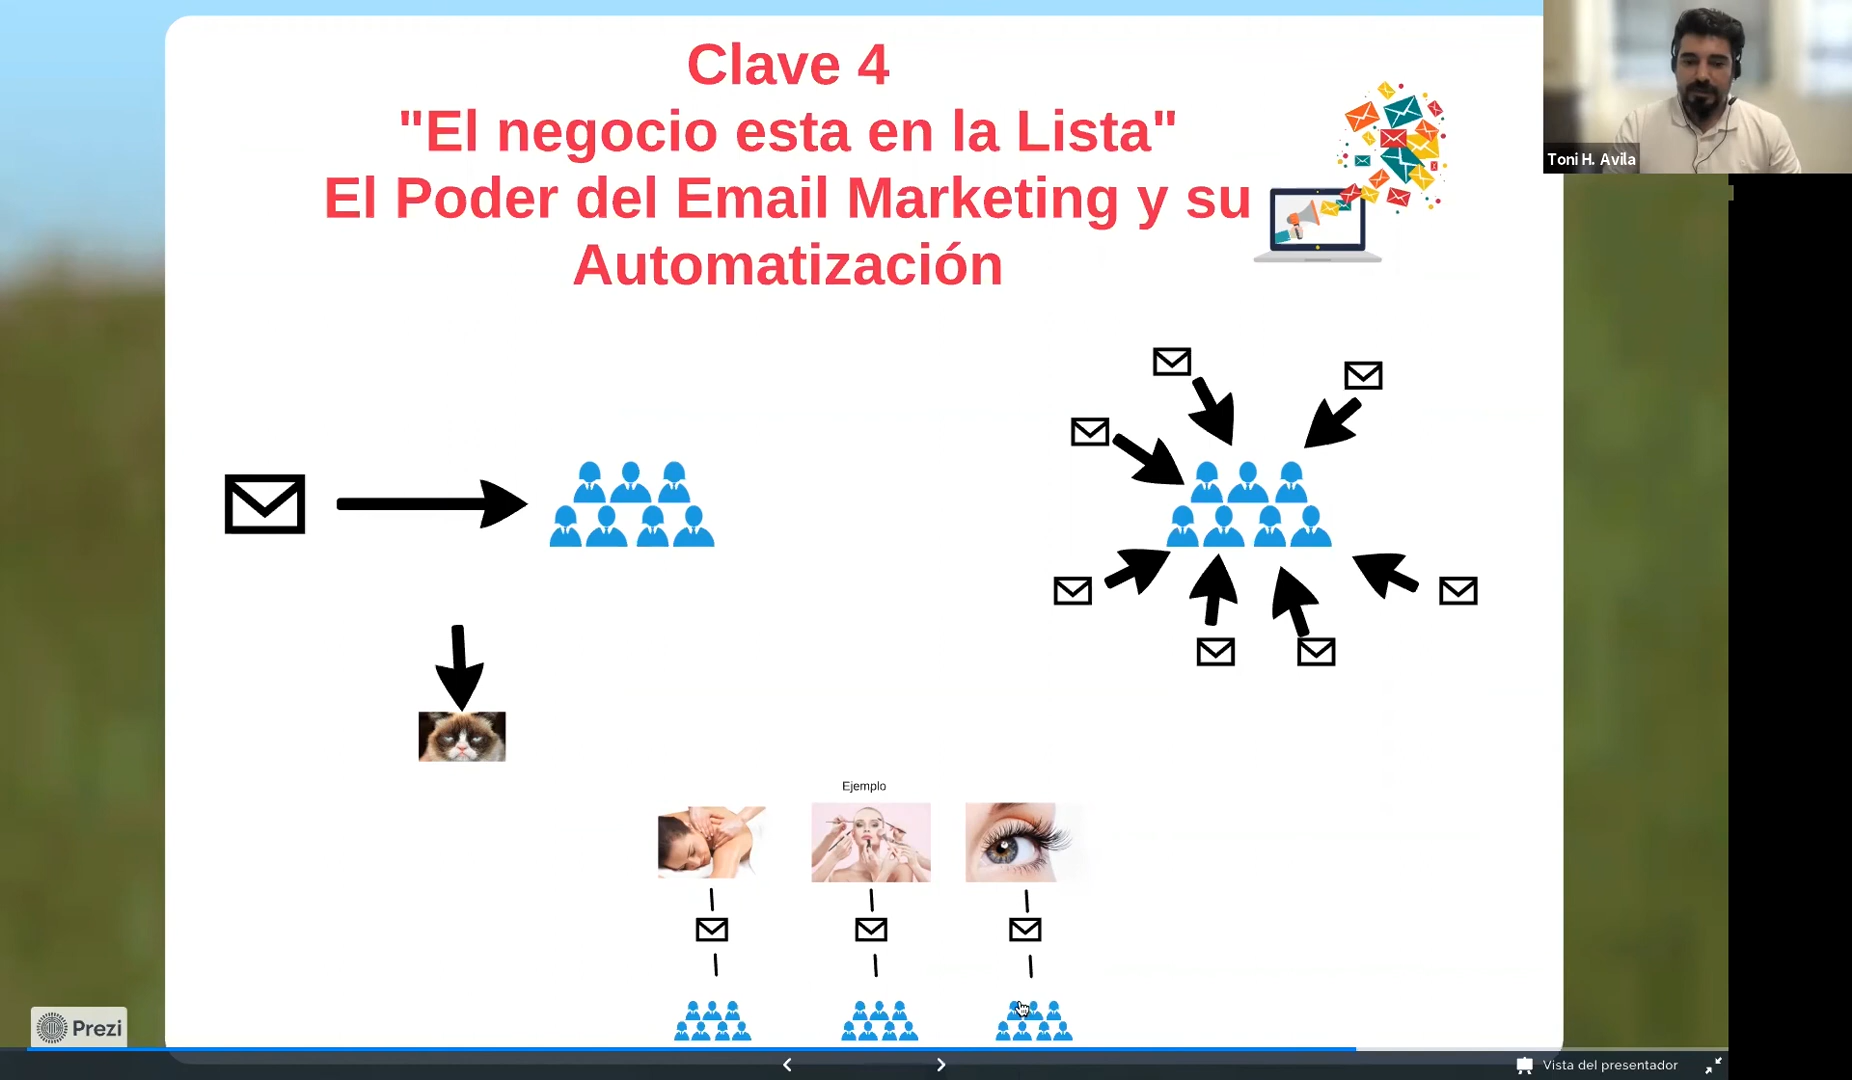 Clave 4
"El negocio esta en la Lista"
El Poder del Email Marketing y su
Automatización
Toni H. Avila
Ejemplo
Prezi
Vista del presentador